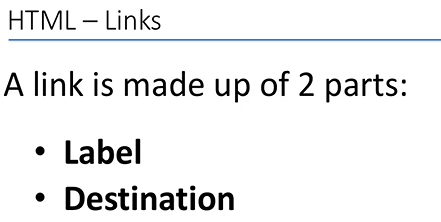 HTML – Links
A link is made up of 2 parts:
• Label
• Destination